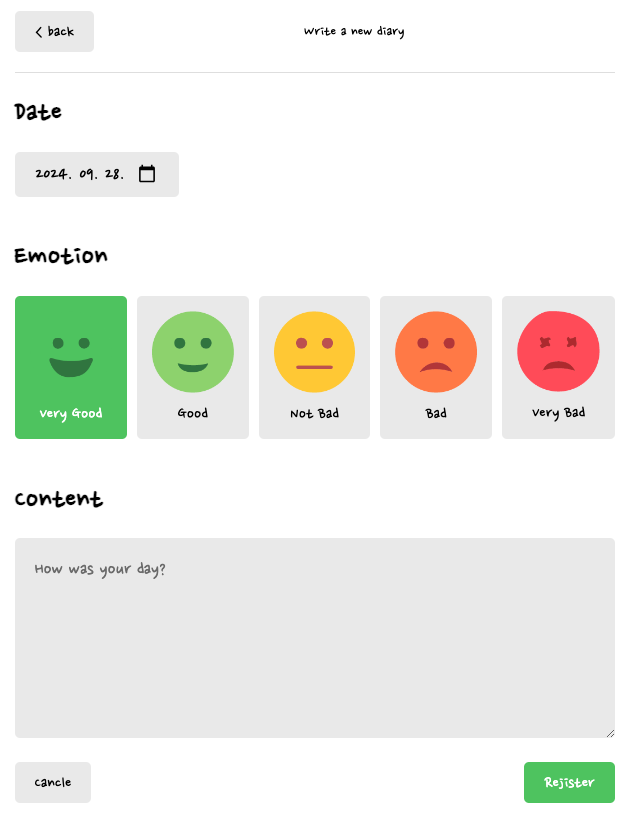 back
Write a new diary
Date
2024. 09. 28.
Emotion
Very Good
Good
Not Bad
Bad
Very Bad
Content
How was your day?
Cancle
Rejister